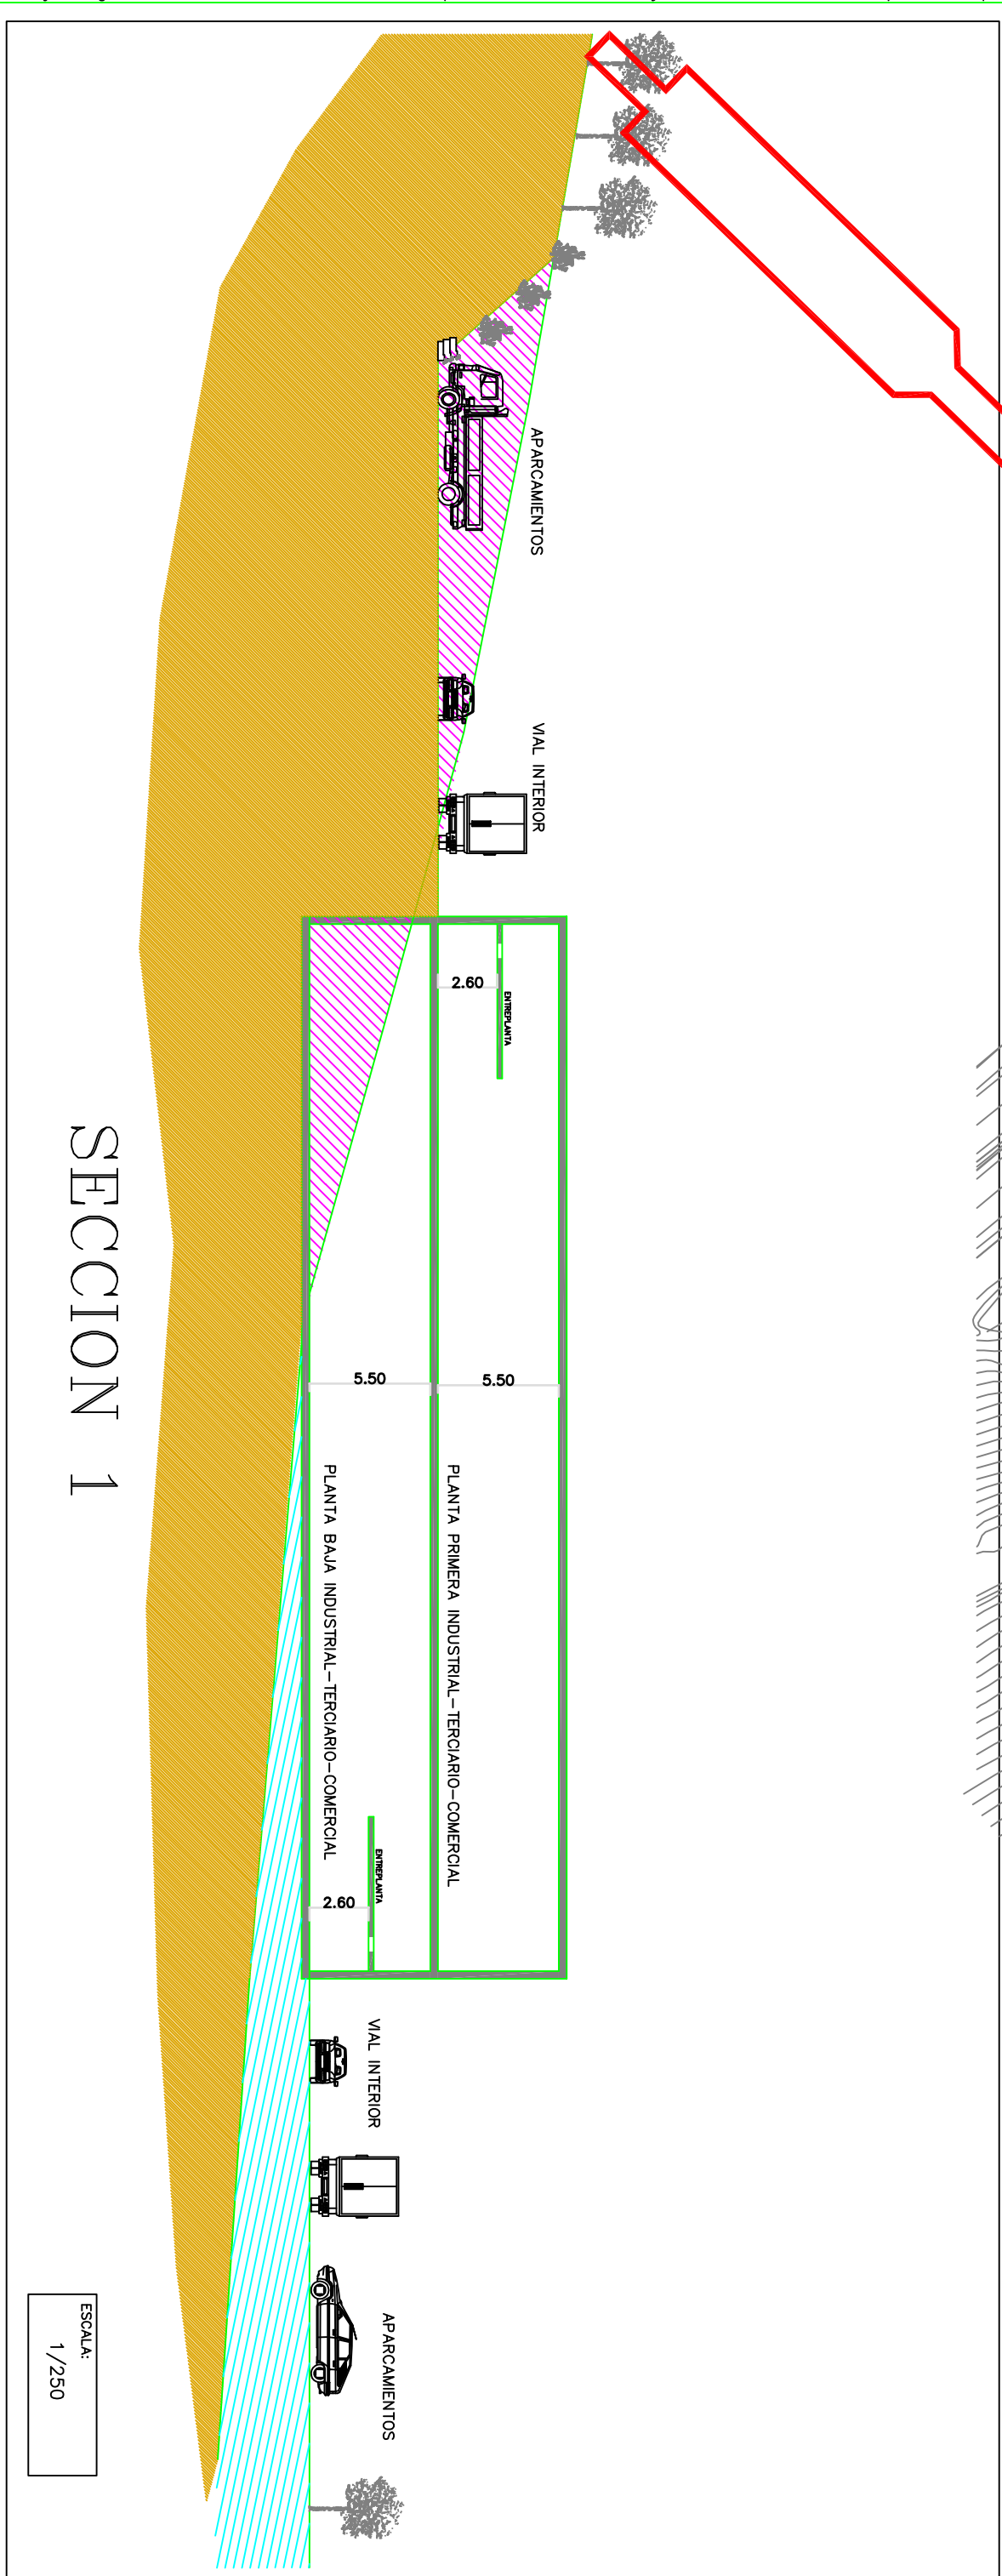 APARCAMIENTOS
VIAL INTERIOR
2.60
ENTREPLANTA
5.50
5.50
PLANTA PRIMERA INDUSTRIAL-TERCIARIO-COMERCIAL
PLANTA BAJA INDUSTRIAL-TERCIARIO-COMERCIAL
ENTREPLANTA
2.60
VIAL INTERIOR
APARCAMIENTOS
SECCION 1
ESCALA:
1/250